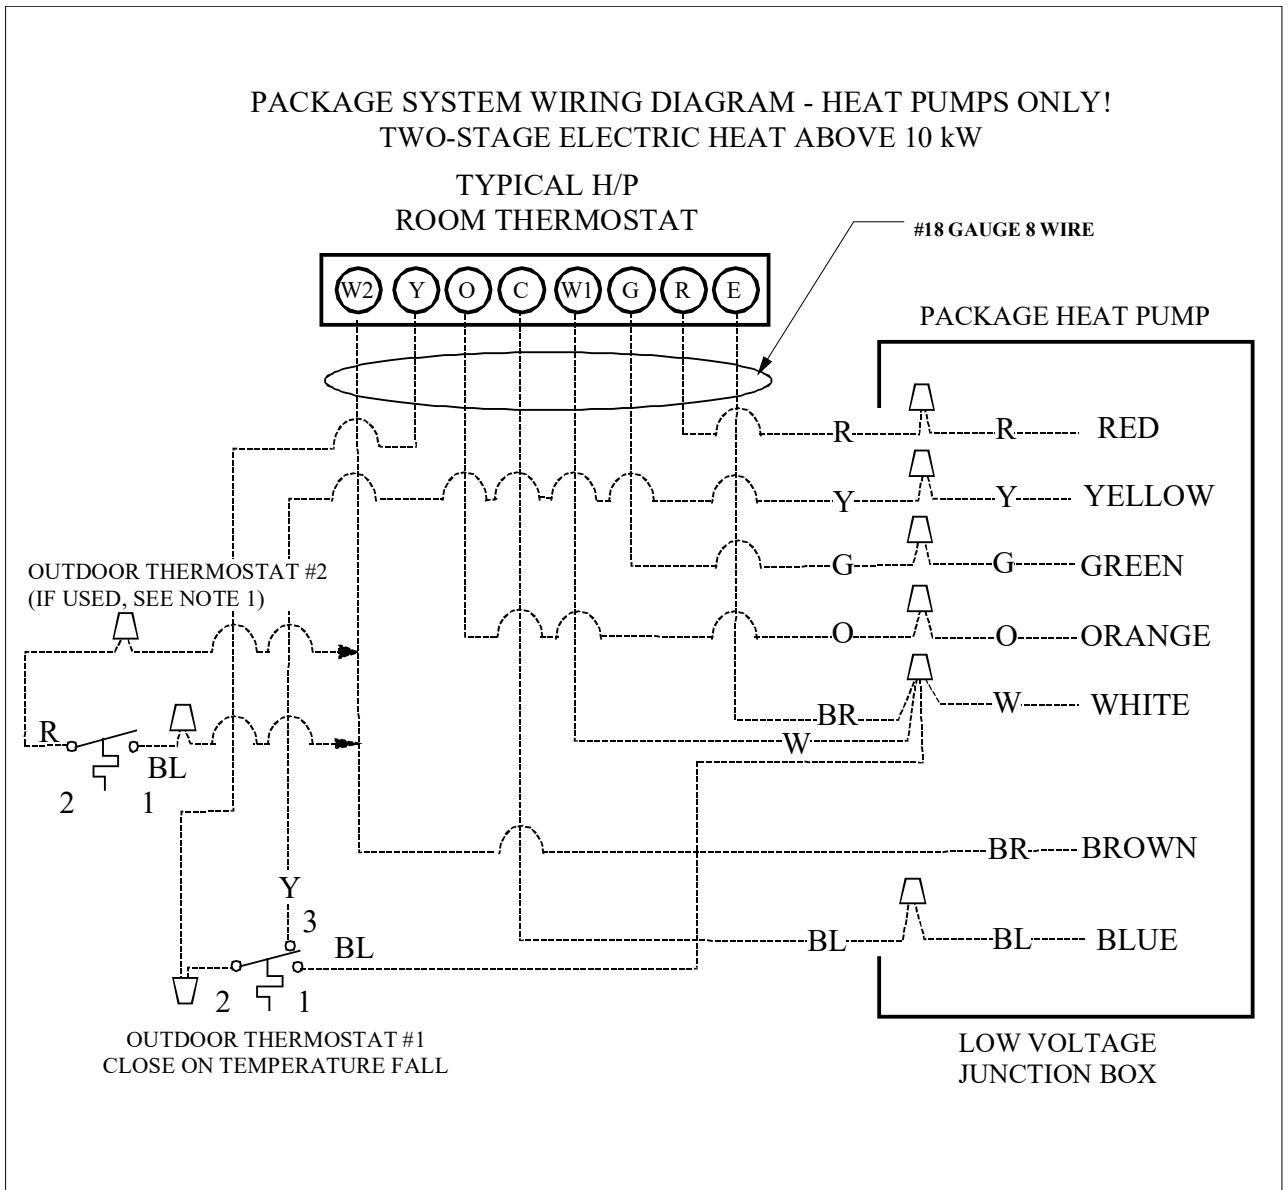 PACKAGE SYSTEM WIRING DIAGRAM - HEAT PUMPS ONLY!
TWO-STAGE ELECTRIC HEAT ABOVE 10 kW
TYPICAL H/P
ROOM THERMOSTAT
#18 GAUGE 8 WIRE
W2 Y O C W1 G R E
PACKAGE HEAT PUMP
R R RED
Y Y YELLOW
G G GREEN
OUTDOOR THERMOSTAT #2
(IF USED, SEE NOTE 1)
O O ORANGE
BR W WHITE
W
R
BL
2 1
BR BROWN
Y
3
BL
BL BL BLUE
2 1
OUTDOOR THERMOSTAT #1
CLOSE ON TEMPERATURE FALL
LOW VOLTAGE
JUNCTION BOX